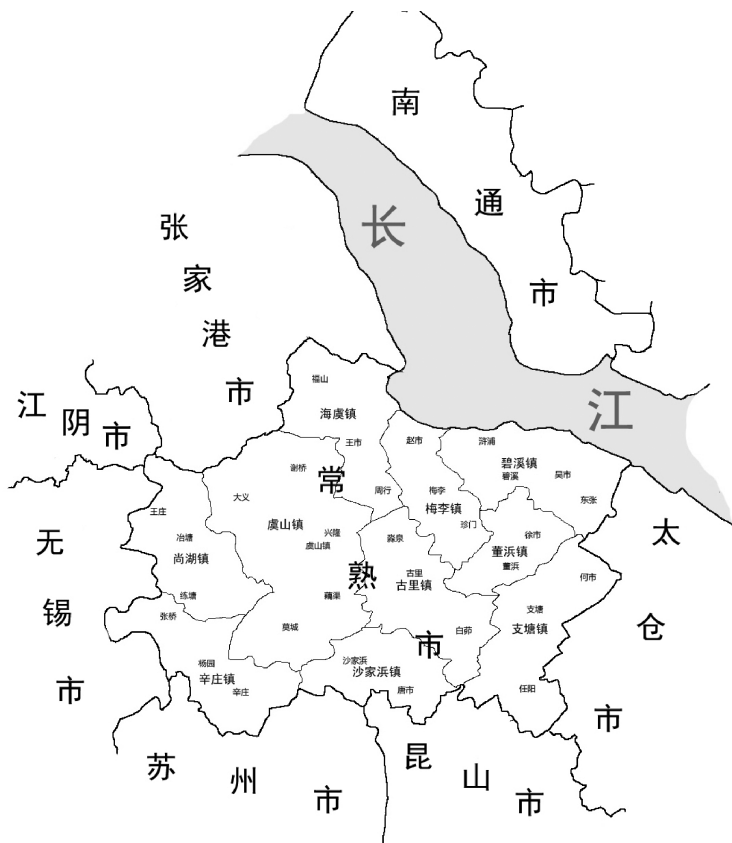 南通市
长江
张家港市
江阴市
无锡市
苏州市
昆山市
太仓市
常熟市
福山
海虞镇
王市
周行
赵市
梅李
梅李镇
珍门
浒浦
碧溪镇
碧溪
吴市
东张
谢桥
大义
虞山镇
兴隆
虞山镇
藕渠
莫城
王庄
冶塘
尚湖镇
练塘
张桥
杨园
辛庄镇
辛庄
淼泉
古里
古里镇
白茆
徐市
董浜镇
董浜
何市
支塘
支塘镇
任阳
沙家浜
沙家浜镇
唐市